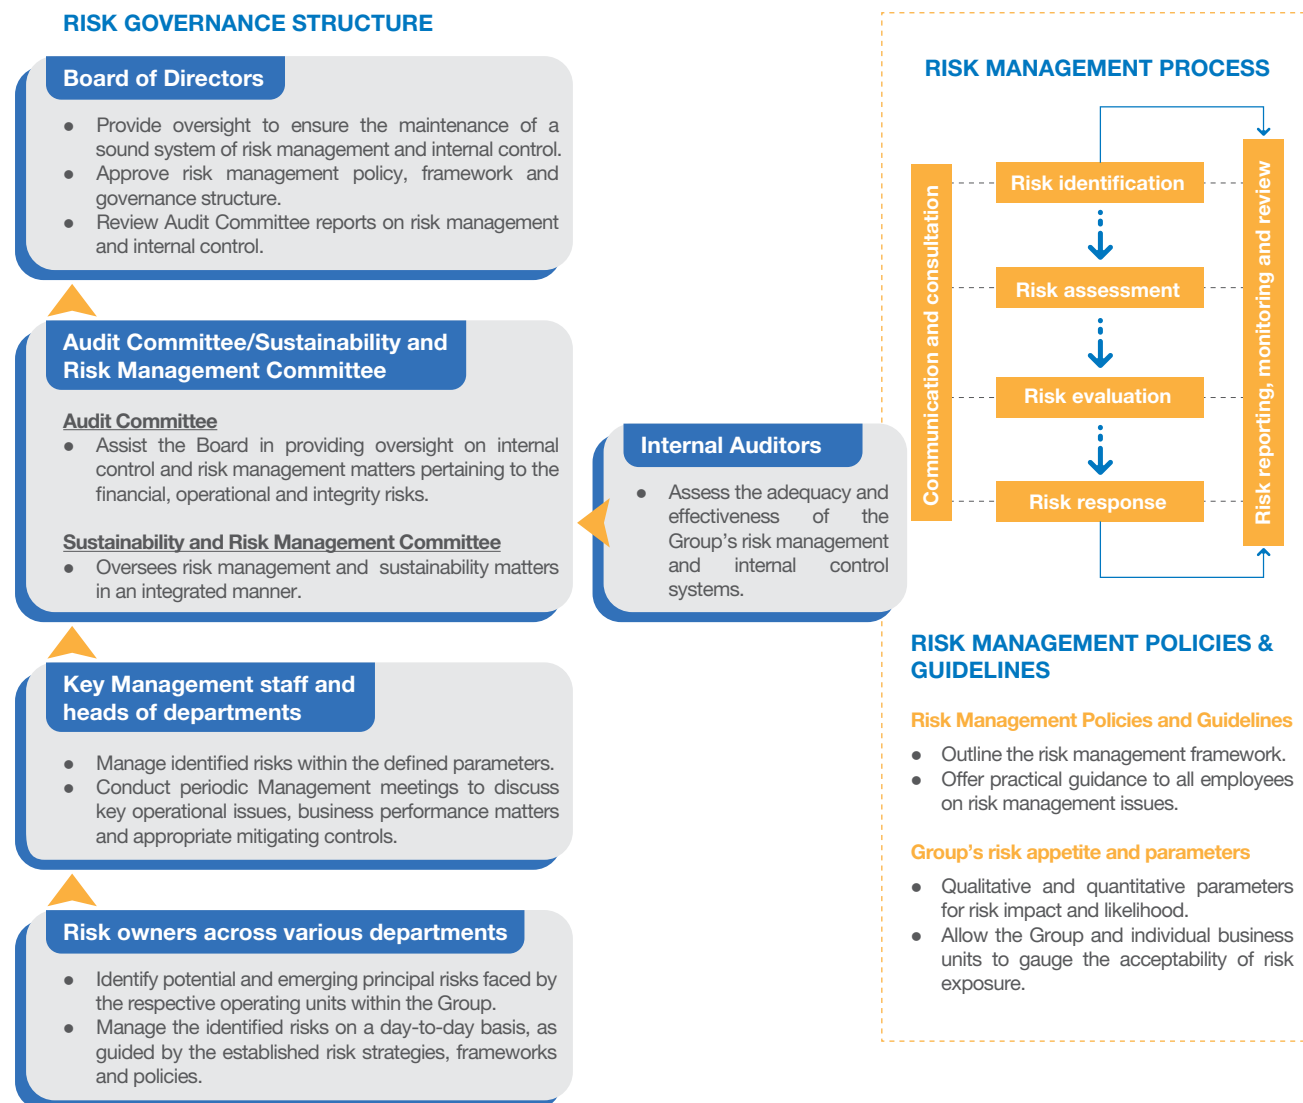 RISK GOVERNANCE STRUCTURE
Board of Directors
● Provide oversight to ensure the maintenance of a
sound system of risk management and internal control.
● Approve risk management policy, framework and
governance structure.
● Review Audit Committee reports on risk management
and internal control.
Audit Committee/Sustainability and
Risk Management Committee
Audit Committee
● Assist the Board in providing oversight on internal
control and risk management matters pertaining to the
financial, operational and integrity risks.
Sustainability and Risk Management Committee
● Oversees risk management and sustainability matters
in an integrated manner.
Internal Auditors
● Assess the adequacy and
effectiveness of the
Group's risk management
and internal control
systems.
Key Management staff and
heads of departments
● Manage identified risks within the defined parameters.
● Conduct periodic Management meetings to discuss
key operational issues, business performance matters
and appropriate mitigating controls.
Risk owners across various departments
● Identify potential and emerging principal risks faced by
the respective operating units within the Group.
● Manage the identified risks on a day-to-day basis, as
guided by the established risk strategies, frameworks
and policies.
RISK MANAGEMENT PROCESS
Communication and consultation
Risk identification
Risk assessment
Risk evaluation
Risk response
Risk reporting, monitoring and review
RISK MANAGEMENT POLICIES &
GUIDELINES
Risk Management Policies and Guidelines
● Outline the risk management framework.
● Offer practical guidance to all employees
on risk management issues.
Group's risk appetite and parameters
● Qualitative and quantitative parameters
for risk impact and likelihood.
● Allow the Group and individual business
units to gauge the acceptability of risk
exposure.